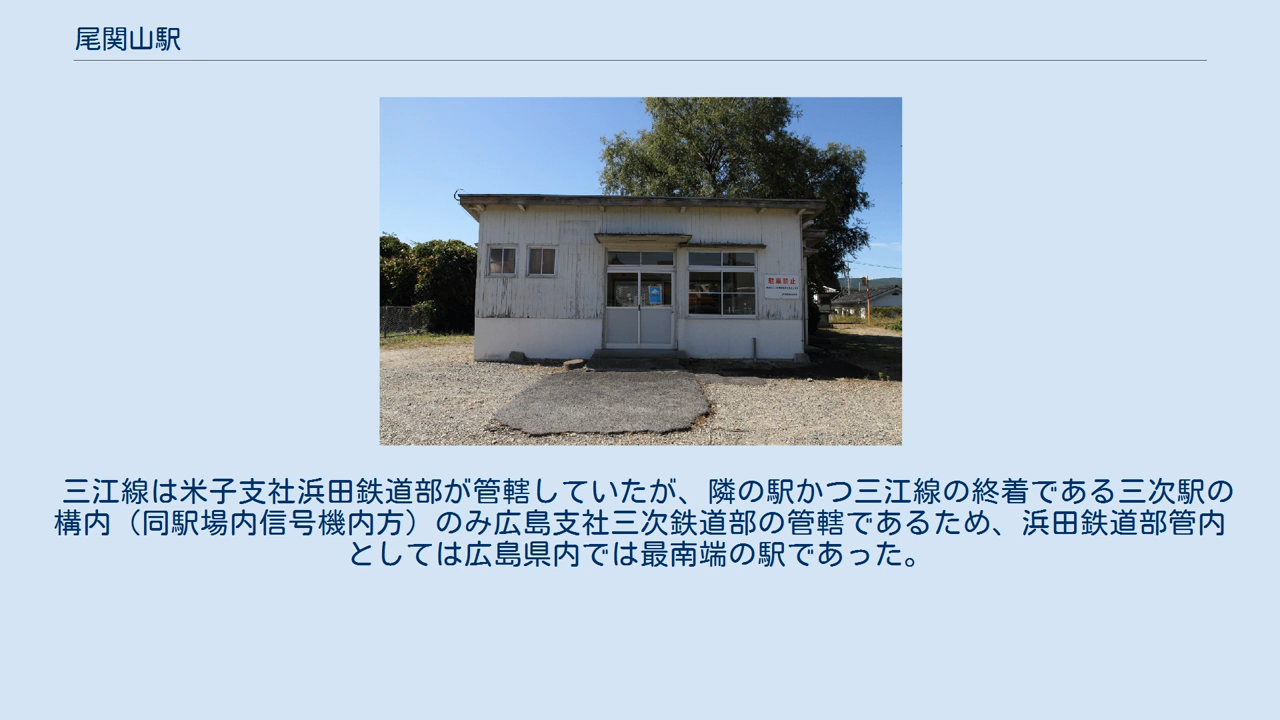 尾関山駅
駐車禁止
三江線は米子支社浜田鉄道部が管轄していたが、隣の駅かつ三江線の終着である三次駅の
構内（同駅場内信号機内方）のみ広島支社三次鉄道部の管轄であるため、浜田鉄道部管内
としては広島県内では最南端の駅であった。